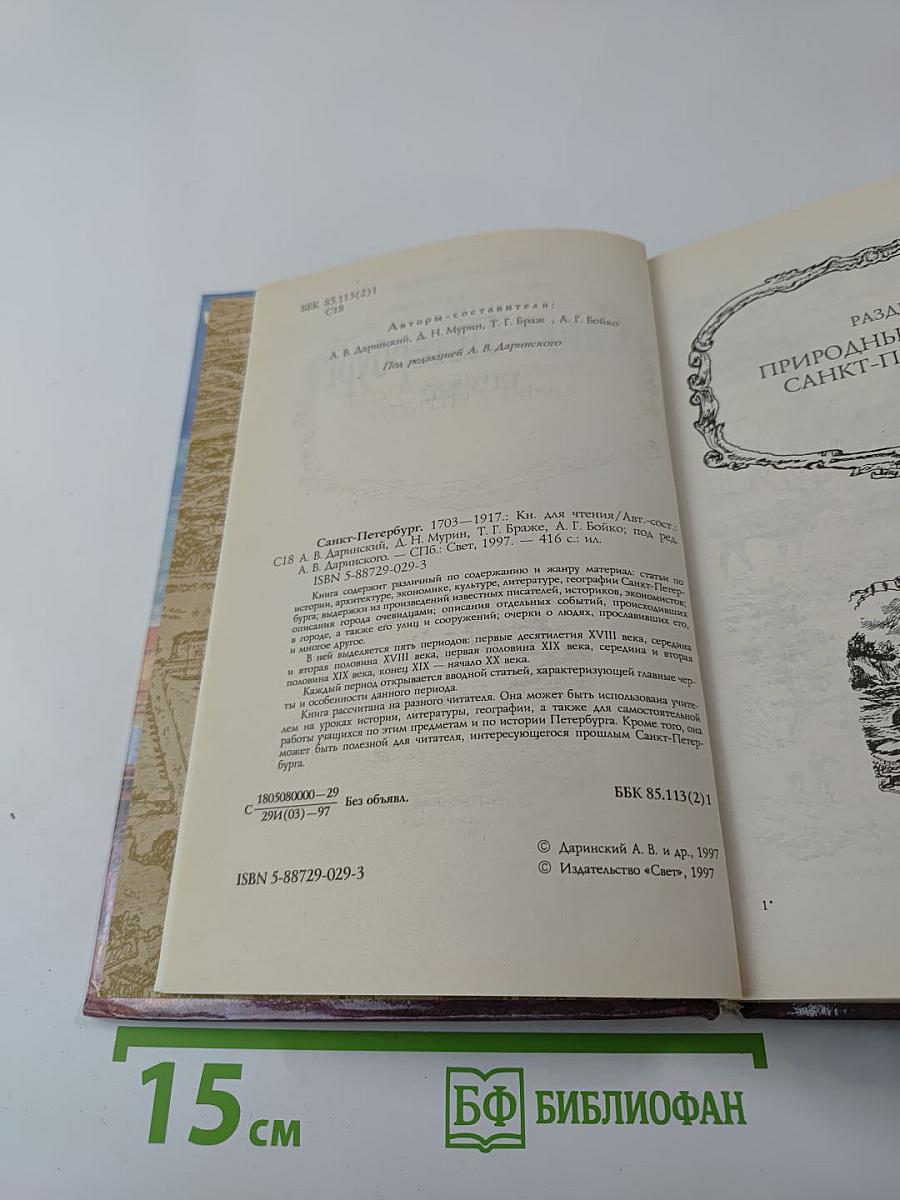 ББК 85.113(2)1
С18
Авторы-составители:
А. В. Даринский, Д. Н. Мурин, Т. Г. Браж , А. Г. Бойко
Под редакцией А. В. Даринского
Санкт-Петербург. 1703—1917.: Кн. для чтения/Авт.-сост.:
С18 А. В. Даринский, Д. Н. Мурин, Т. Г. Браже, А. Г. Бойко; под ред.
А. В. Даринского. — СПб.: Свет, 1997. — 416 с.: ил.
ISBN 5-88729-029-3
Книга содержит различный по содержанию и жанру материал: статьи по
истории, архитектуре, экономике, культуре, литературе, географии Санкт-Петер-
бурга; выдержки из произведений известных писателей, историков, экономистов;
описания города очевидцами; описания отдельных событий, происходивших
в городе, а также его улиц и сооружений; очерки о людях, прославивших его,
и многое другое.
В ней выделяется пять периодов: первые десятилетия XVIII века, середина
и вторая половина XVIII века, первая половина XIX века, середина и вторая
половина XIX века, конец XIX — начало XX века.
Каждый период открывается вводной статьей, характеризующей главные чер-
ты и особенности данного периода.
Книга рассчитана на разного читателя. Она может быть использована учите-
лем на уроках истории, литературы, географии, а также для самостоятельной
работы учащихся по этим предметам и по истории Петербурга. Кроме того, она
может быть полезной для читателя, интересующегося прошлым Санкт-Петер-
бурга.
С 1805080000—29
29И(03)—97 Без объявл.
ББК 85.113(2)1
© Даринский А. В. и др., 1997
© Издательство «Свет», 1997
ISBN 5-88729-029-3
РАЗД
ПРИРОДНЫ
САНКТ-П
1*
15 см
БФ БИБЛИОФАН